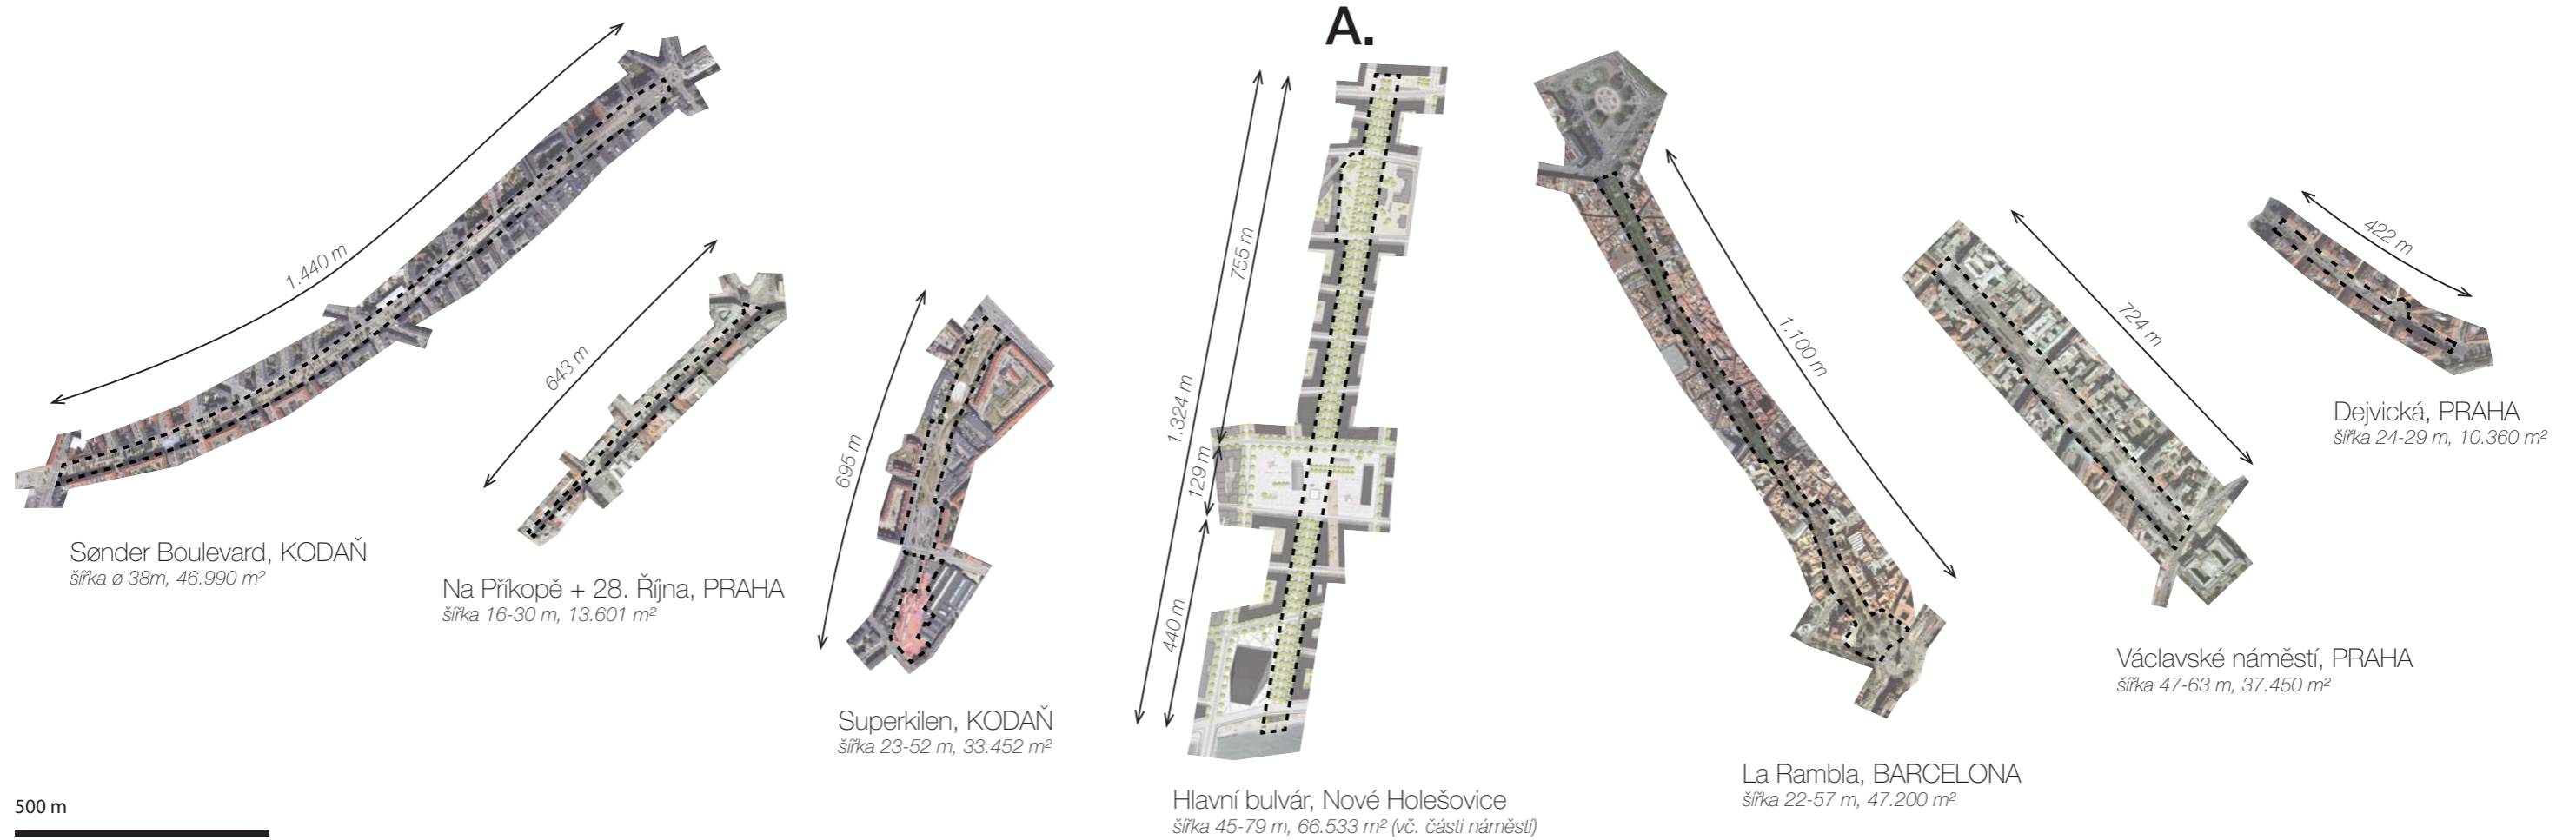 A.
1.440 m
643 m
695 m
755 m
1.324 m
129 m
440 m
1.100 m
724 m
422 m
Sønder Boulevard, KODAŇ
šířka ø 38m, 46.990 m²
Na Příkopě + 28. Října, PRAHA
šířka 16-30 m, 13.601 m²
Superkilen, KODAŇ
šířka 23-52 m, 33.452 m²
Hlavní bulvár, Nové Holešovice
šířka 45-79 m, 66.533 m² (vč. části náměstí)
La Rambla, BARCELONA
šířka 22-57 m, 47.200 m²
Václavské náměstí, PRAHA
šířka 47-63 m, 37.450 m²
Dejvická, PRAHA
šířka 24-29 m, 10.360 m²
500 m